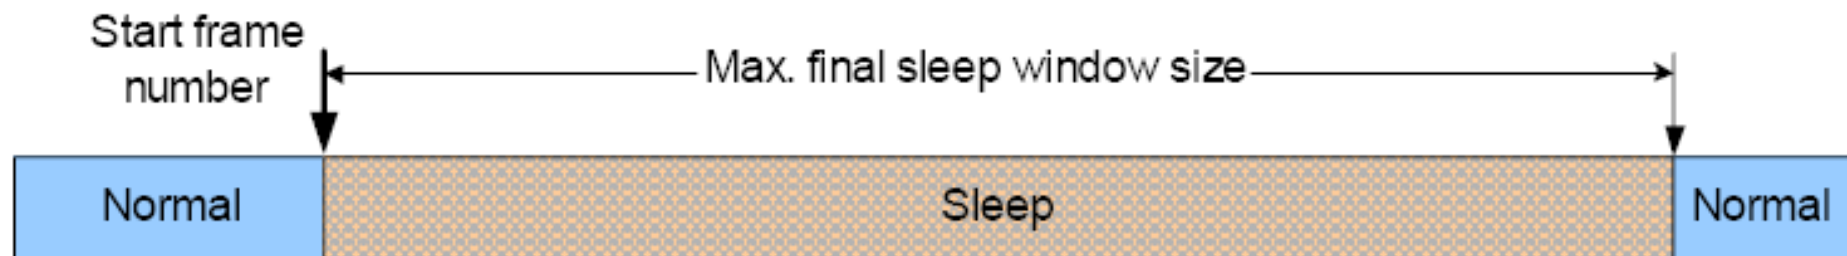 Start frame
number
Max. final sleep window size
Normal
Sleep
Normal